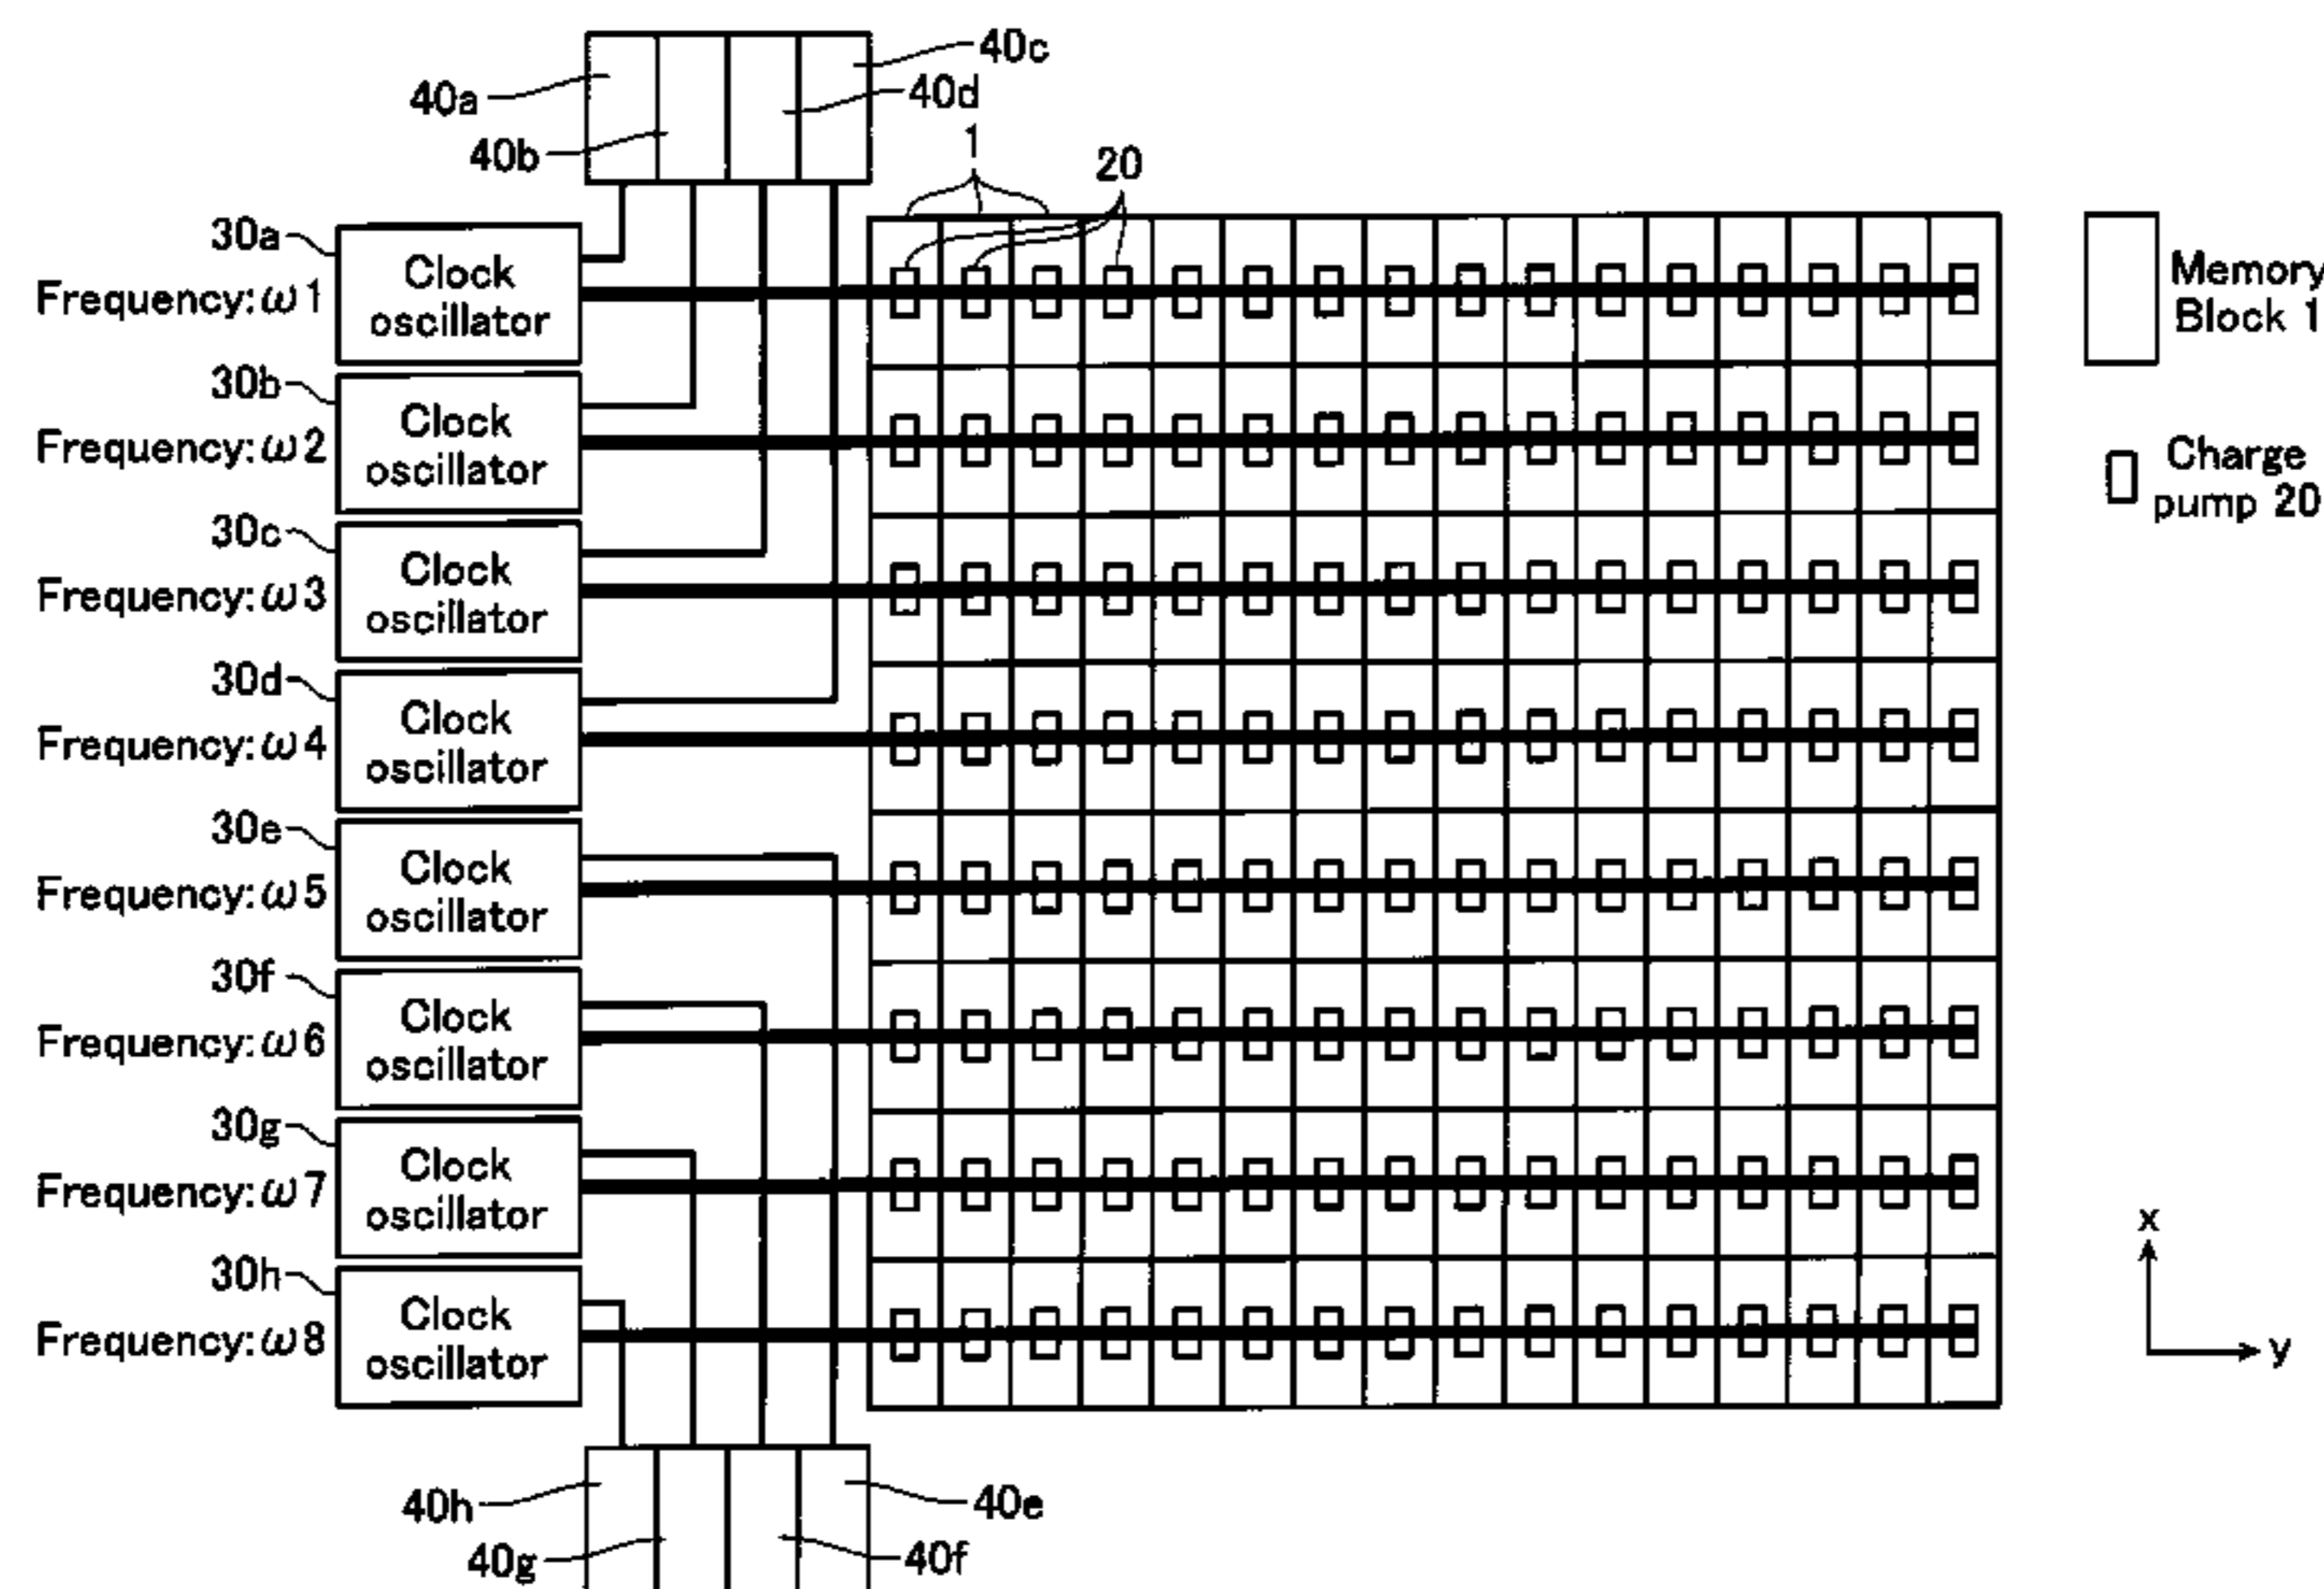 40a
40b
40c
40d
1
20
30a
Frequency:ω1
Clock
oscillator
30b
Frequency:ω2
Clock
oscillator
30c
Frequency:ω3
Clock
oscillator
30d
Frequency:ω4
Clock
oscillator
30e
Frequency:ω5
Clock
oscillator
30f
Frequency:ω6
Clock
oscillator
30g
Frequency:ω7
Clock
oscillator
30h
Frequency:ω8
Clock
oscillator
40h
40g
40e
40f
Memory
Block 1
Charge
pump 20
x
y